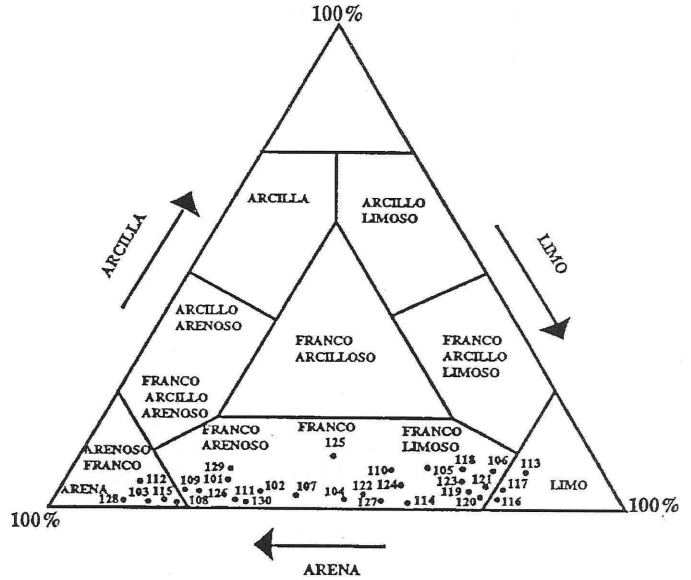 100%
ARCILLA
ARCILLO
LIMOSO
ARCILLA
LIMO
ARCILLO
ARENOSO
FRANCO
ARCILLOSO
FRANCO
ARCILLO
LIMOSO
FRANCO
ARCILLO
ARENOSO
FRANCO
ARENOSO
FRANCO
125
FRANCO
LIMOSO
ARENOSO
FRANCO
129
110
105
118
106
113
112
109
101
124
123
121
117
LIMO
ARENA
103
115
126
111
102
107
104
122
119
128
108
130
127
114
120
116
100%
100%
ARENA